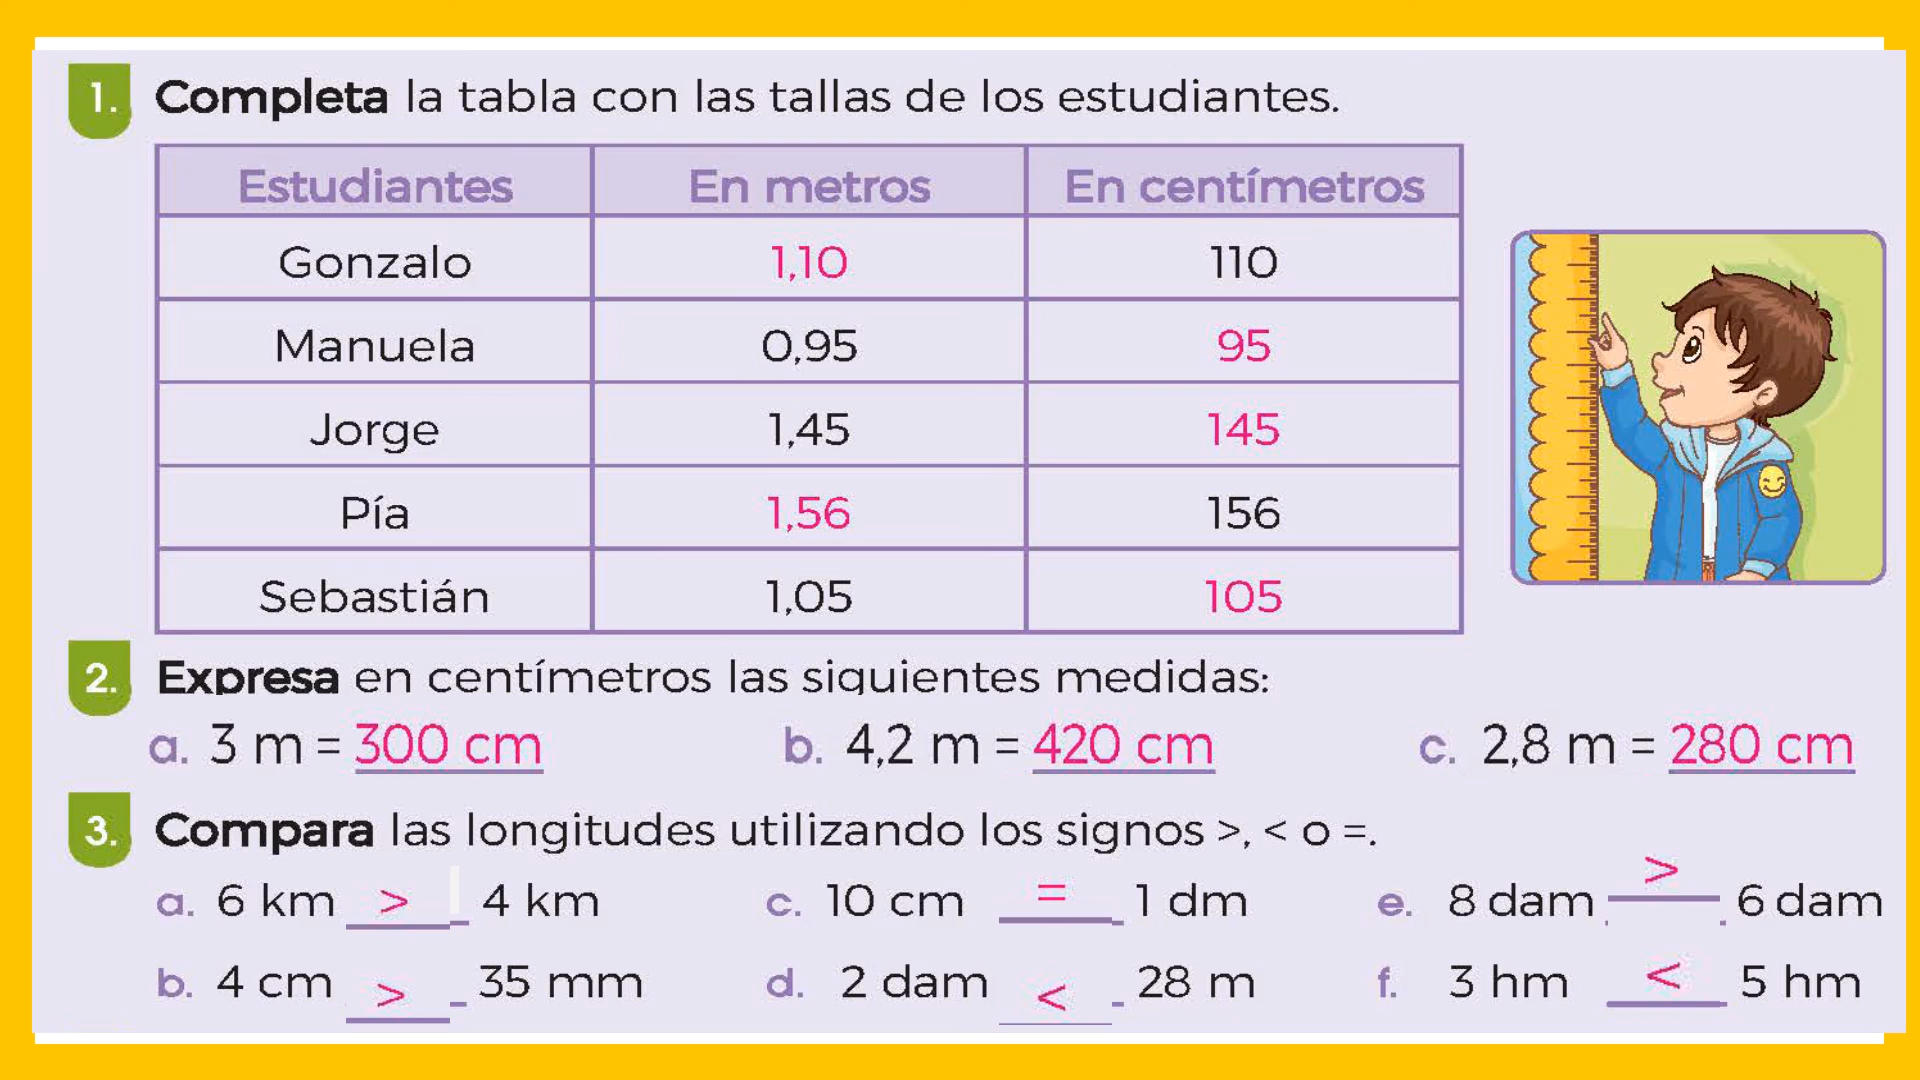 1. Completa la tabla con las tallas de los estudiantes.
Estudiantes En metros En centímetros
Gonzalo 1,10 110
Manuela 0,95 95
Jorge 1,45 145
Pía 1,56 156
Sebastián 1,05 105
2. Expresa en centímetros las siguientes medidas:
a. 3 m = 300 cm b. 4,2 m = 420 cm c. 2,8 m = 280 cm
3. Compara las longitudes utilizando los signos >, < o =.
a. 6 km > 4 km c. 10 cm = 1 dm e. 8 dam > 6 dam
b. 4 cm > 35 mm d. 2 dam < 28 m f. 3 hm < 5 hm